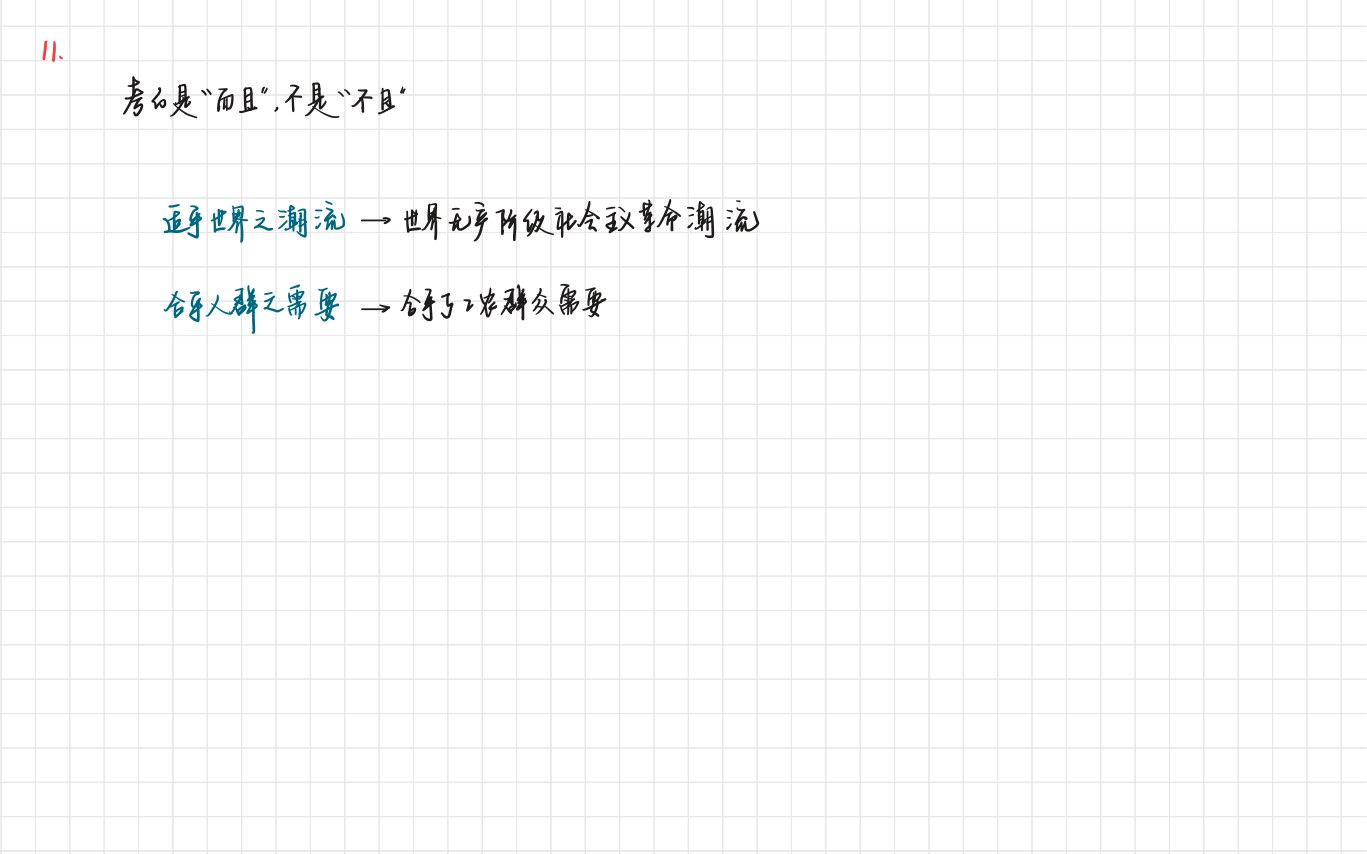 11.
考的是“而且”,不是“不且”
适乎世界之潮流 → 世界无产阶级社会主义革命潮流
合乎人群之需要 → 合乎了工农群众需要